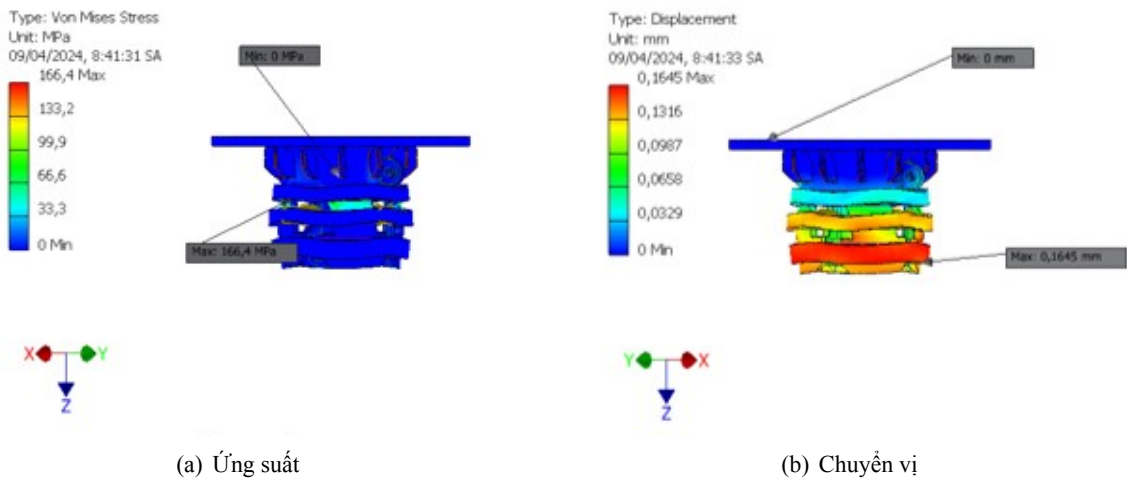 Type: Von Mises Stress
Unit: MPa
09/04/2024, 8:41:31 SA
166,4 Max
133,2
99,9
66,6
33,3
0 Min
Min: 0 MPa
Max: 166,4 MPa
X Y
Z
(a) Ứng suất
Type: Displacement
Unit: mm
09/04/2024, 8:41:33 SA
0,1645 Max
0,1316
0,0987
0,0658
0,0329
0 Min
Min: 0 mm
Max: 0,1645 mm
Y X
Z
(b) Chuyển vị